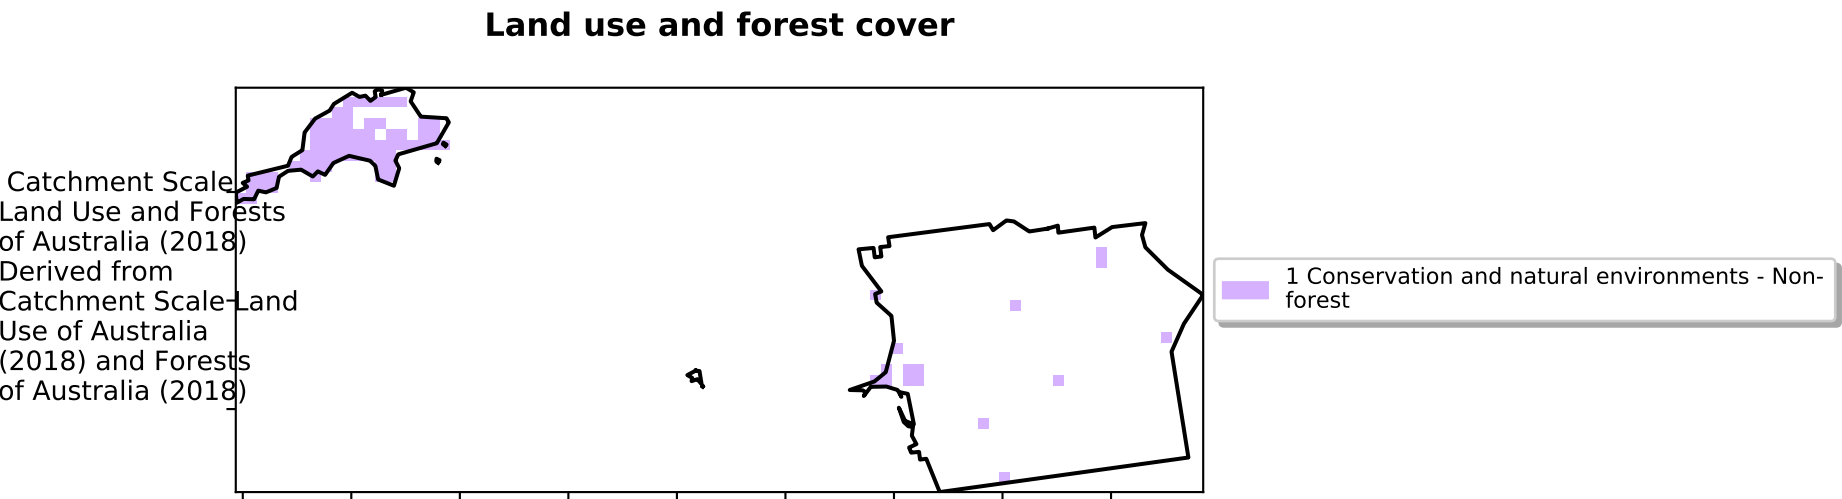 Land use and forest cover
Catchment Scale
Land Use and Forests
of Australia (2018)
Derived from
Catchment Scale Land
Use of Australia
(2018) and Forests
of Australia (2018)
1 Conservation and natural environments - Non-
forest